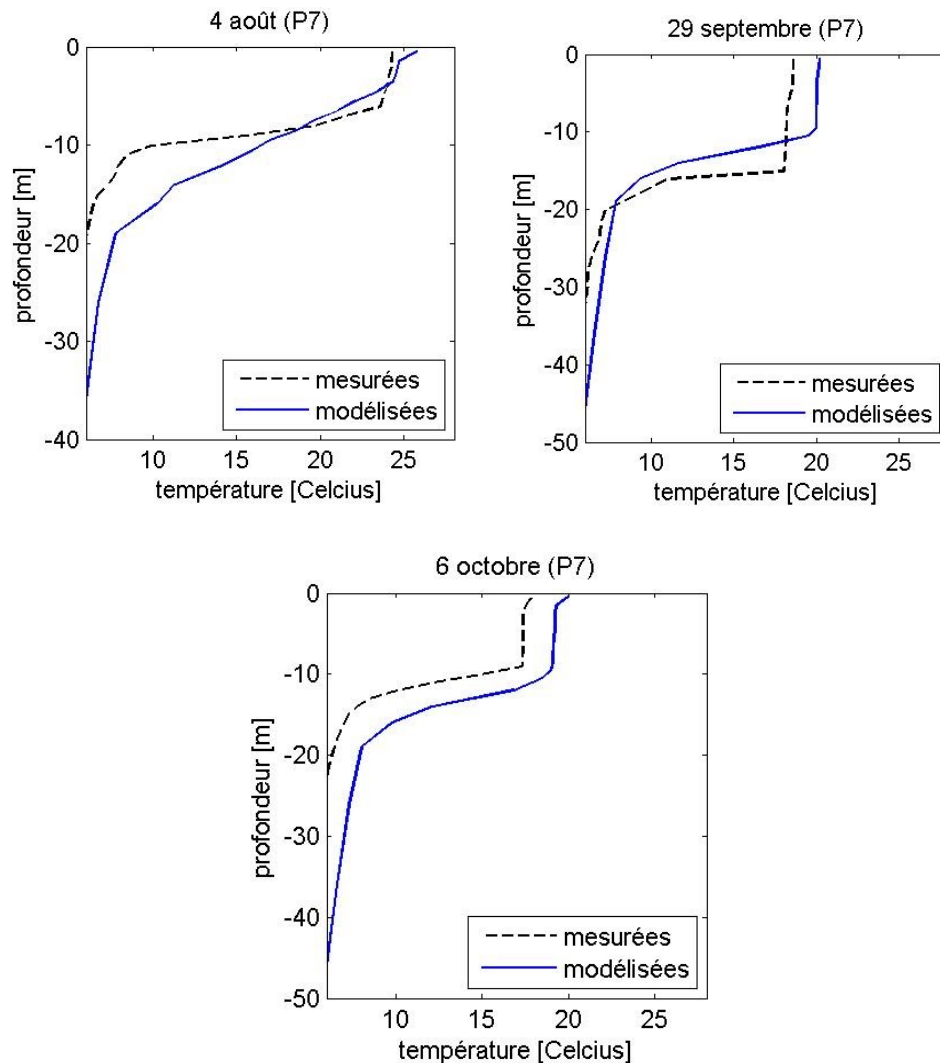 4 août (P7)
0
-10
-20
-30
-40
profondeur [m]
10
15
20
25
température [Celcius]
mesurées
modélisées
29 septembre (P7)
0
-10
-20
-30
-40
-50
profondeur [m]
10
15
20
25
température [Celcius]
mesurées
modélisées
6 octobre (P7)
0
-10
-20
-30
-40
-50
profondeur [m]
10
15
20
25
température [Celcius]
mesurées
modélisées